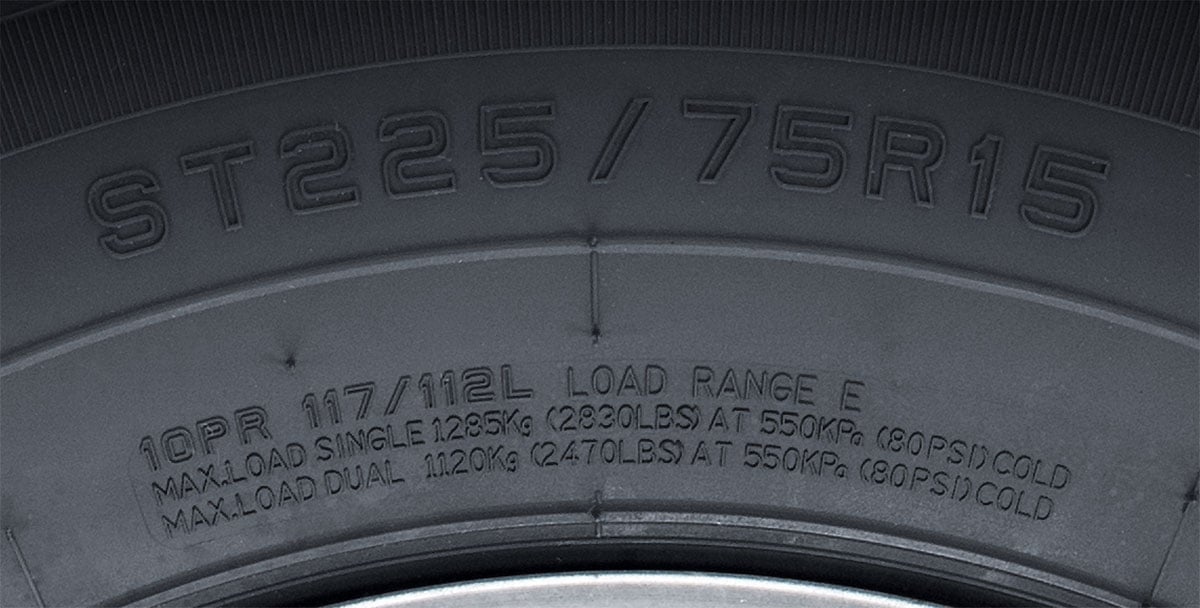 ST225/75R15
10PR 117/112L LOAD RANGE E
MAX.LOAD SINGLE 1285Kg (2830LBS) AT 550KPa (80PSI) COLD
MAX.LOAD DUAL 1120Kg (2470LBS) AT 550KPa (80PSI) COLD